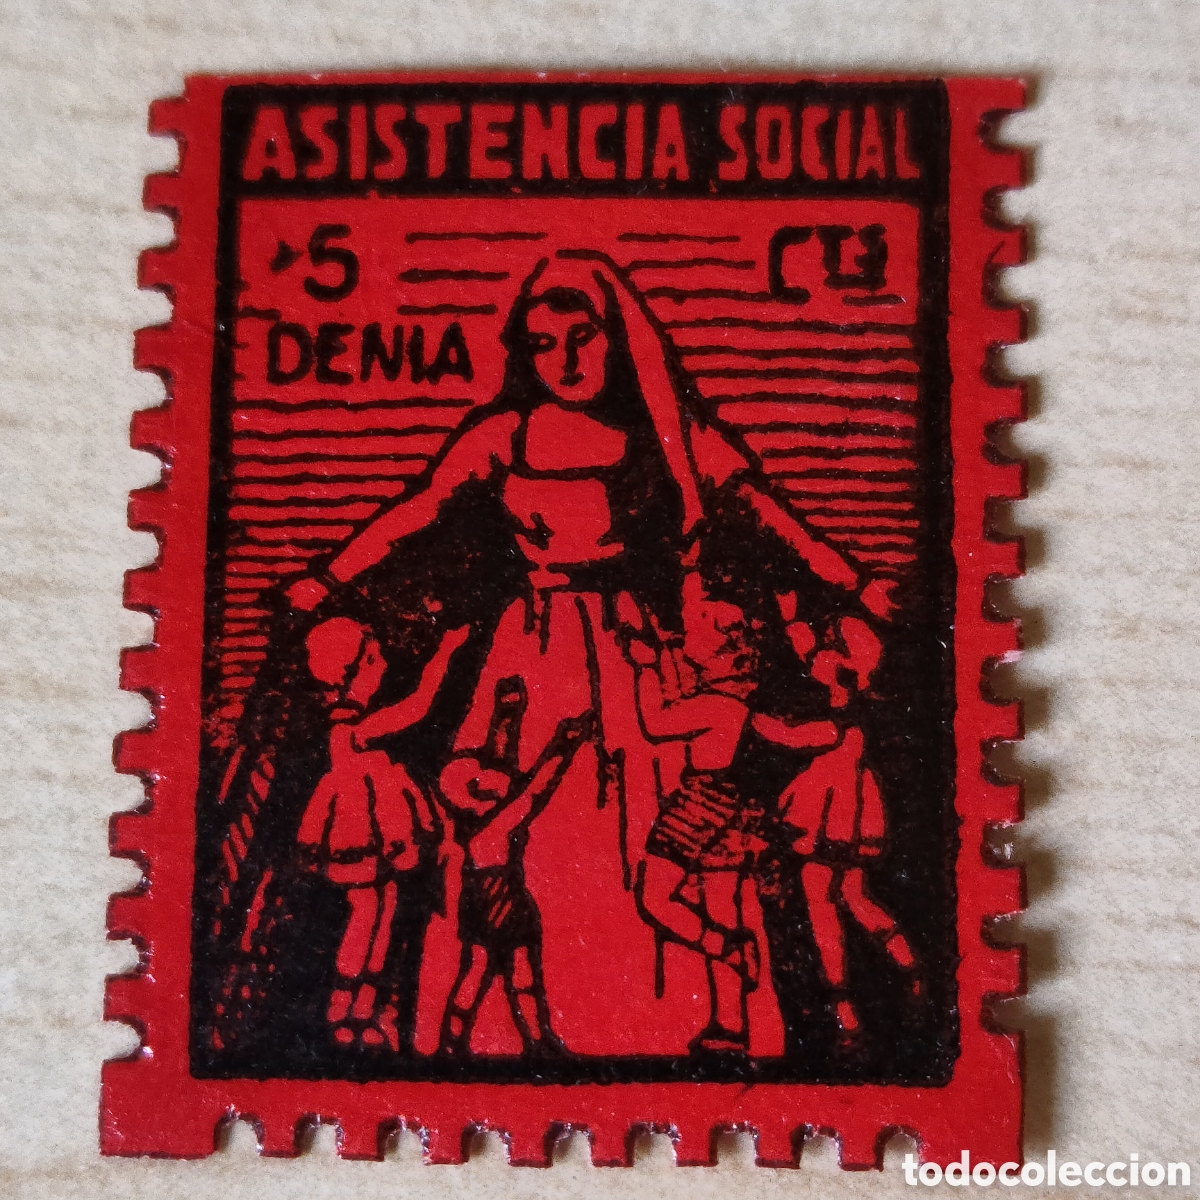 ASISTENCIA SOCIAL
5 CTS
DENIA
todocoleccion